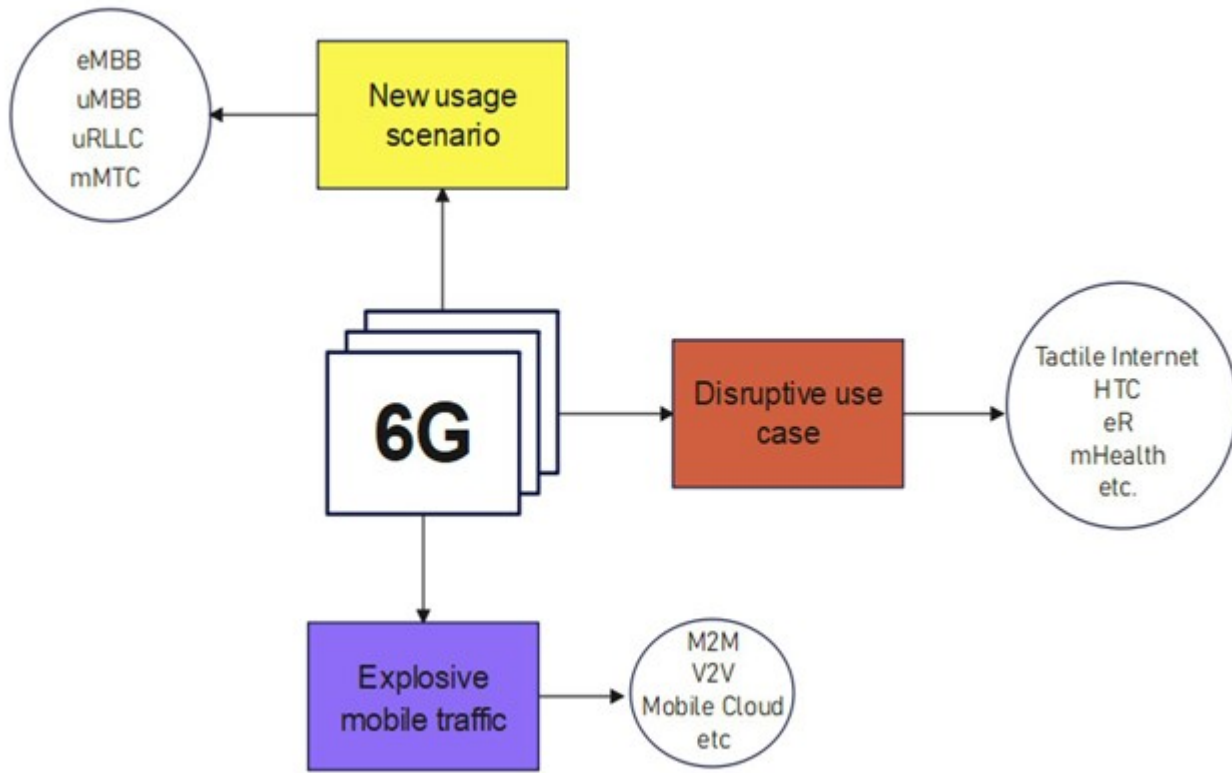 eMBB
uMBB
uRLLC
mMTC
New usage
scenario
6G
Disruptive use
case
Tactile Internet
HTC
eR
mHealth
etc.
Explosive
mobile traffic
M2M
V2V
Mobile Cloud
etc